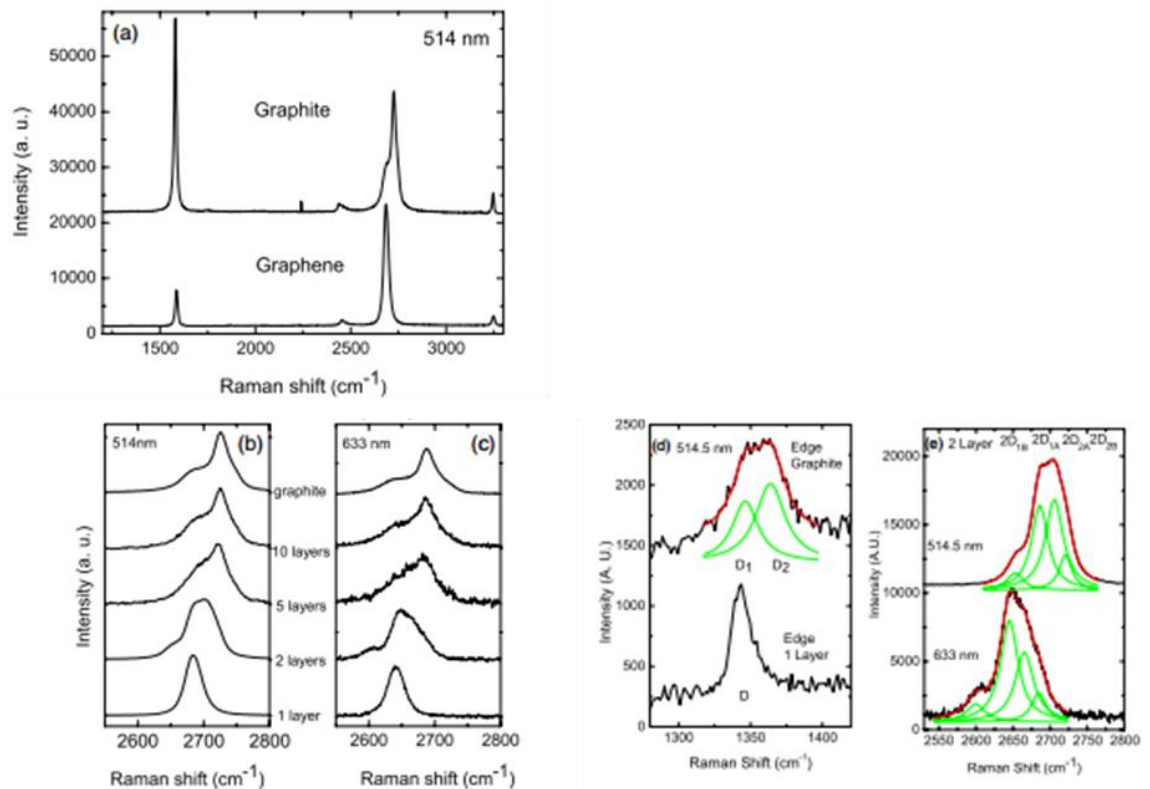 (a)
514 nm
Graphite
Graphene
50000
40000
30000
20000
10000
0
Intensity (a. u.)
1500 2000 2500 3000
Raman shift (cm⁻¹)
514nm (b)
graphite
10 layers
5 layers
2 layers
1 layer
Intensity (a. u.)
2600 2700 2800
Raman shift (cm⁻¹)
633 nm (c)
2600 2700 2800
Raman shift (cm⁻¹)
(d) 514.5 nm Edge
Graphite
D₁ D₂
Edge
1 Layer
D
2500
2000
1500
1000
500
0
Intensity (A. U.)
1300 1350 1400
Raman Shift (cm⁻¹)
(e) 2 Layer 2D₁B 2D₁A 2D₂A 2D₂B
514.5 nm
633 nm
20000
15000
10000
5000
0
Intensity (A.U.)
2550 2600 2650 2700 2750 2800
Raman Shift (cm⁻¹)